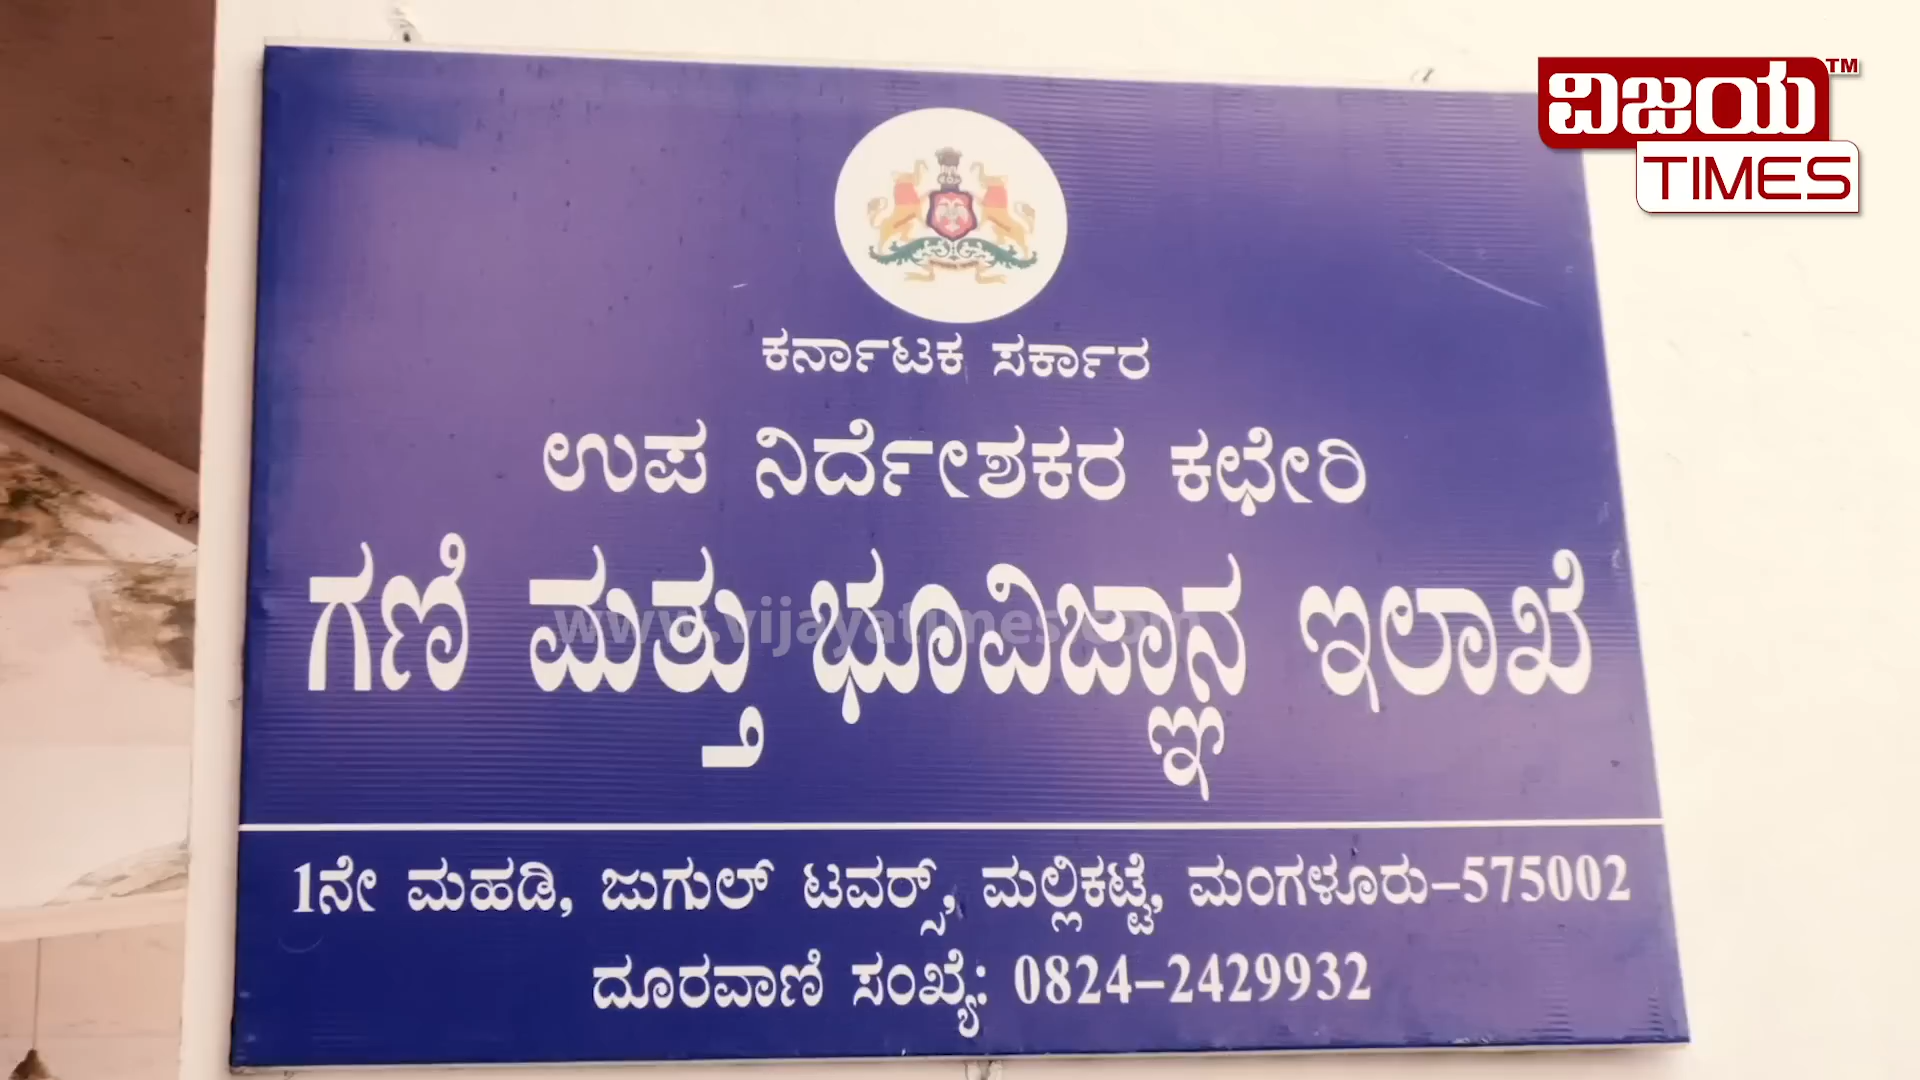 ವಿಜಯ TM
TIMES
ಕರ್ನಾಟಕ ಸರ್ಕಾರ
ಉಪ ನಿರ್ದೇಶಕರ ಕಛೇರಿ
ಗಣಿ ಮತ್ತು ಭೂವಿಜ್ಞಾನ ಇಲಾಖೆ
www.vijayatimes.com
1ನೇ ಮಹಡಿ, ಜುಗುಲ್ ಟವರ್ಸ್, ಮಲ್ಲಿಕಟ್ಟೆ, ಮಂಗಳೂರು-575002
ದೂರವಾಣಿ ಸಂಖ್ಯೆ: 0824-2429932